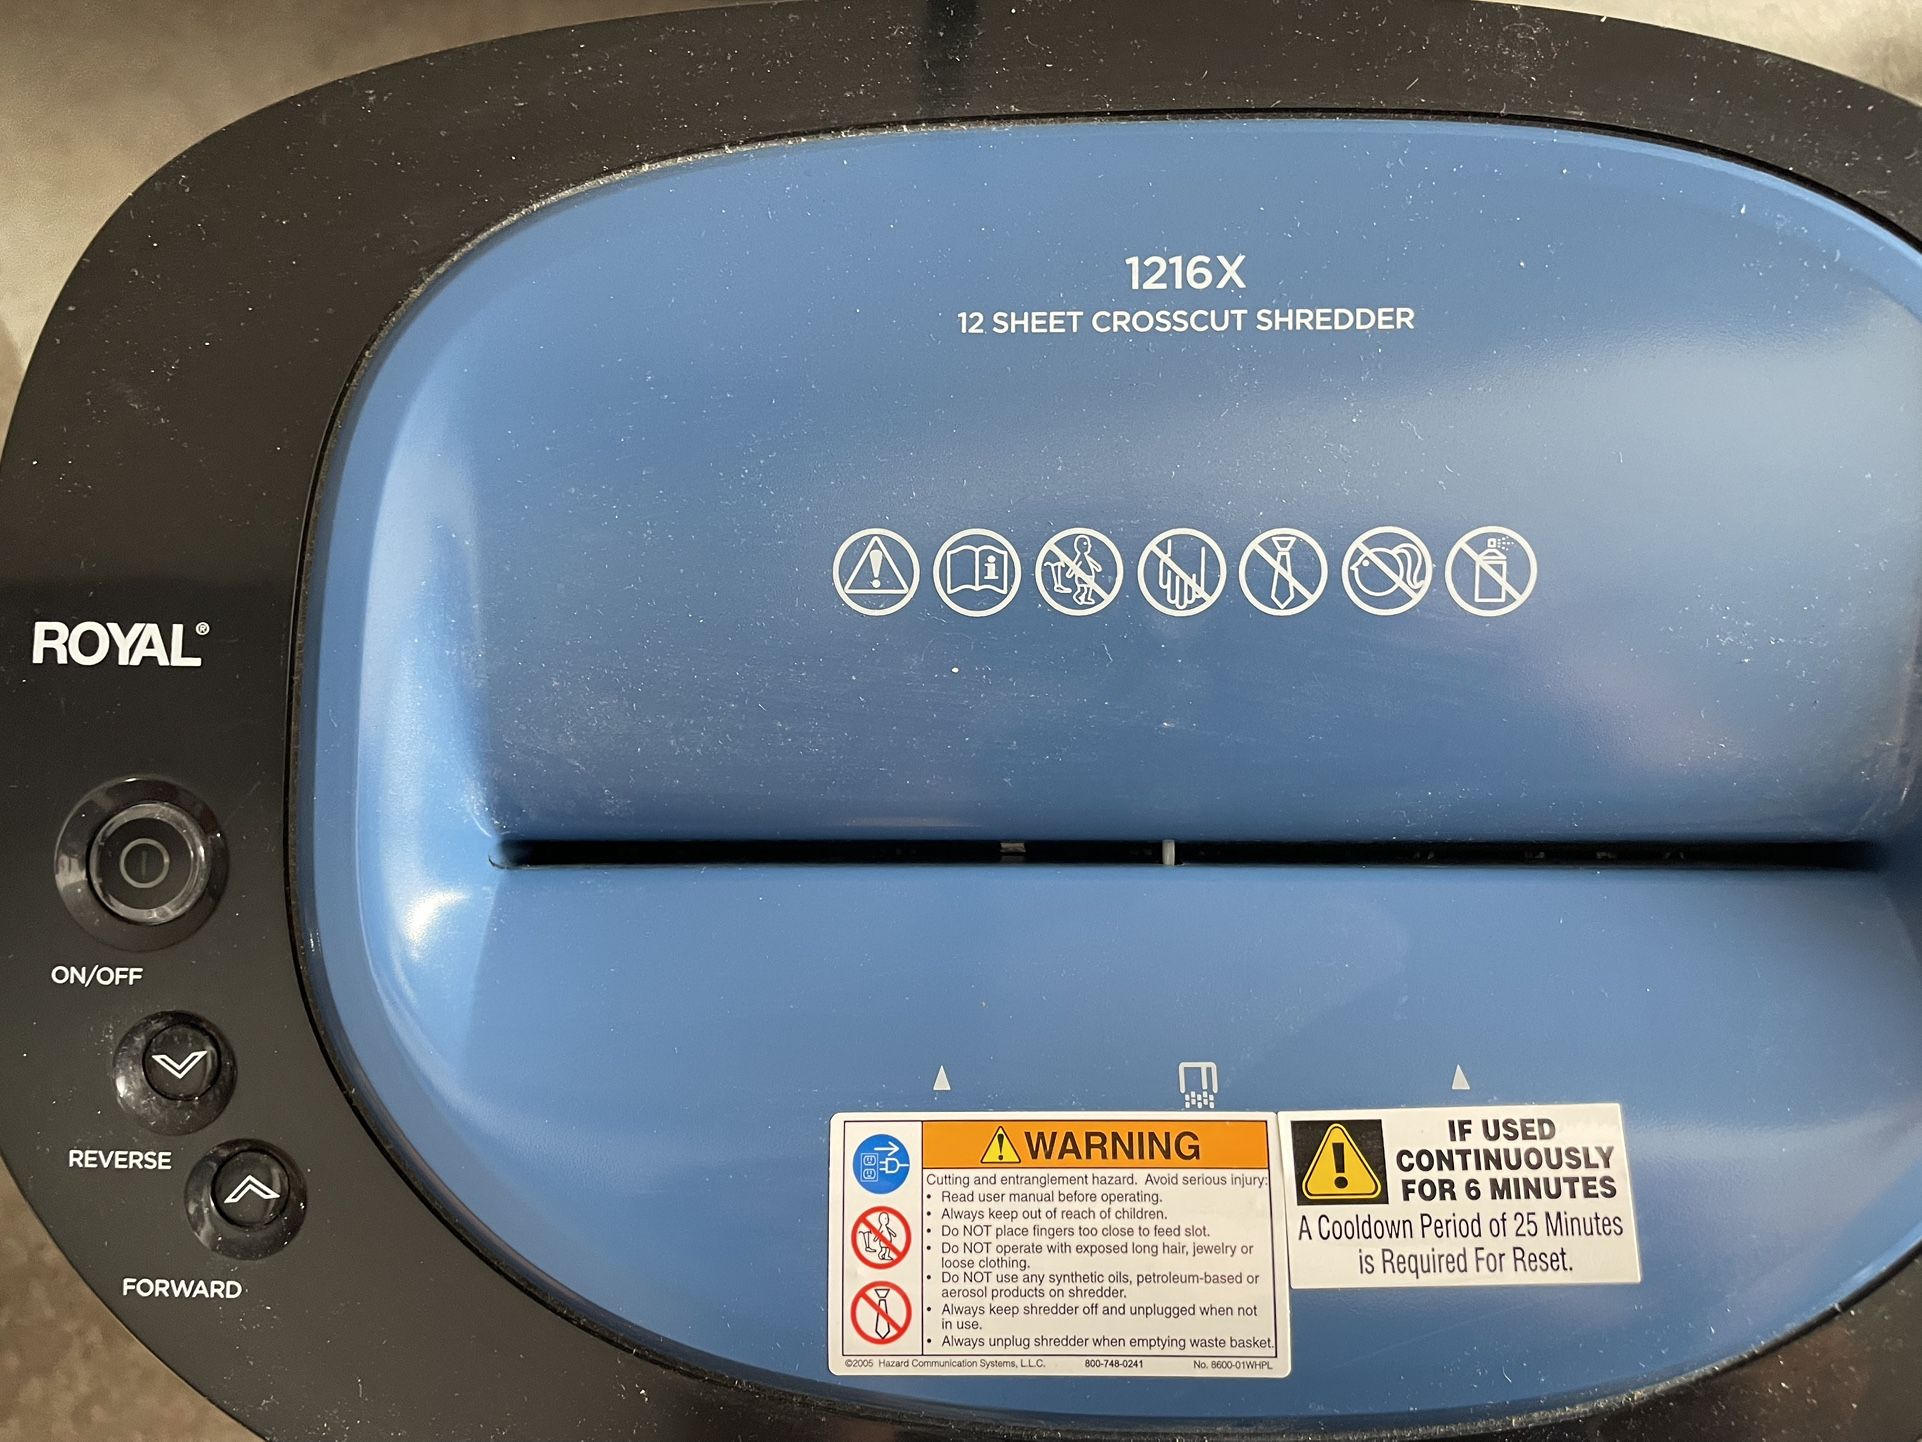 1216X
12 SHEET CROSSCUT SHREDDER
ROYAL®
ON/OFF
REVERSE
FORWARD
WARNING
Cutting and entanglement hazard. Avoid serious injury:
• Read user manual before operating.
• Always keep out of reach of children.
• Do NOT place fingers too close to feed slot.
• Do NOT operate with exposed long hair, jewelry or
loose clothing.
• Do NOT use any synthetic oils, petroleum-based or
aerosol products on shredder.
• Always keep shredder off and unplugged when not
in use.
• Always unplug shredder when emptying waste basket.
©2005 Hazard Communication Systems, L.L.C. 800-748-0241 No. 8600-01WHPL
IF USED
CONTINUOUSLY
FOR 6 MINUTES
A Cooldown Period of 25 Minutes
is Required For Reset.